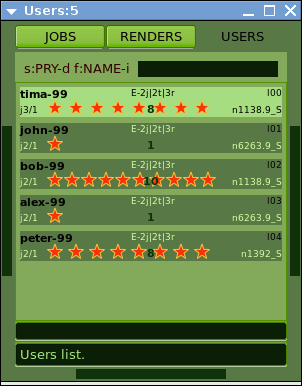 Users:5
JOBS RENDERS USERS
s:PRY-d f:NAME-i
tima-99 E-2j|2t|3r I00
j3/1 8 n1138.9_S
john-99 E-2j|2t|3r I01
j2/1 1 n6263.9_S
bob-99 E-2j|2t|3r I02
j2/1 10 n1138.9_S
alex-99 E-2j|2t|3r I03
j2/1 1 n6263.9_S
peter-99 E-2j|2t|3r I04
j2/1 8 n1392_S
Users list.